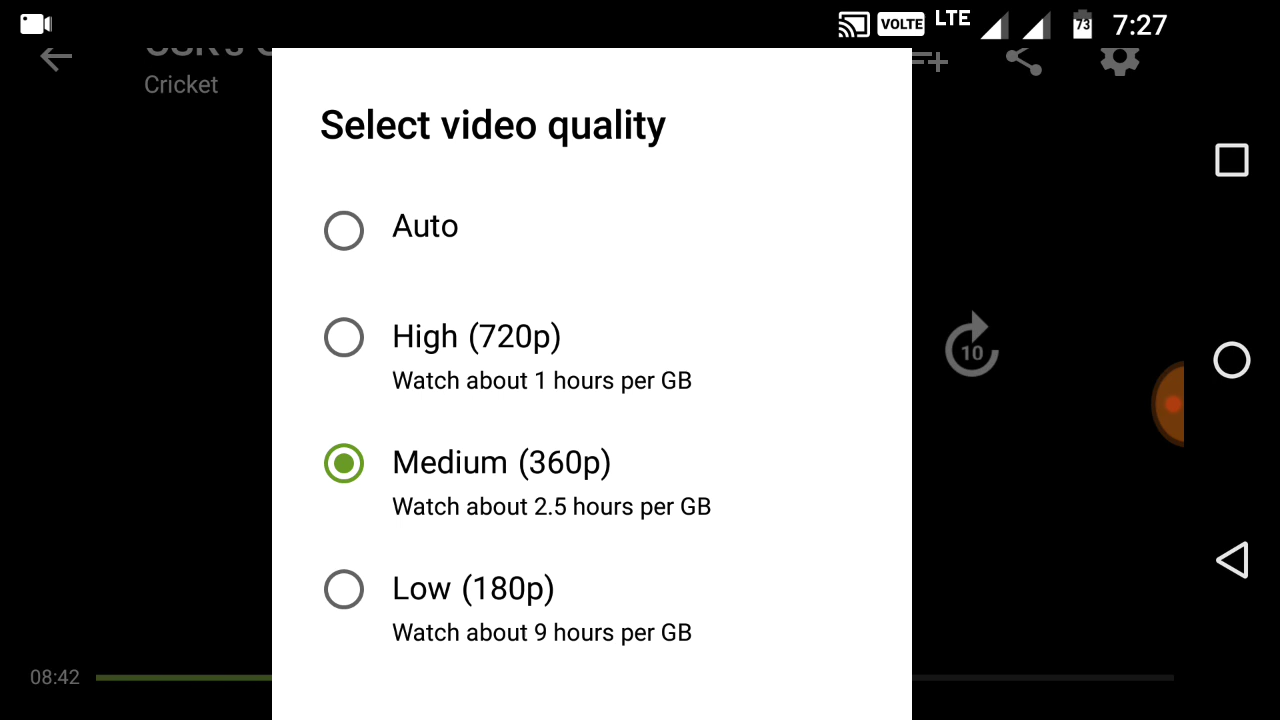 VOLTE LTE 73 7:27
Cricket
Select video quality
Auto
High (720p)
Watch about 1 hours per GB
10
Medium (360p)
Watch about 2.5 hours per GB
Low (180p)
Watch about 9 hours per GB
08:42